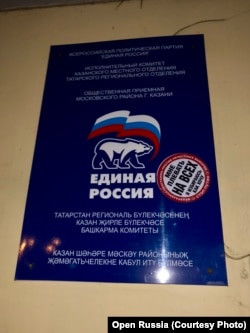 ВСЕРОССИЙСКАЯ ПОЛИТИЧЕСКАЯ ПАРТИЯ
"ЕДИНАЯ РОССИЯ"
ИСПОЛНИТЕЛЬНЫЙ КОМИТЕТ
КАЗАНСКОГО МЕСТНОГО ОТДЕЛЕНИЯ
ТАТАРСКОГО РЕГИОНАЛЬНОГО ОТДЕЛЕНИЯ
ОБЩЕСТВЕННАЯ ПРИЕМНАЯ
МОСКОВСКОГО РАЙОНА Г. КАЗАНИ
ЕДИНАЯ
РОССИЯ
НА ВСЕХ
ТАТАРСТАН РЕГИОНАЛЬ БҮЛЕКЧӘСЕНЕҢ
КАЗАН ҖИРЛЕ БҮЛЕКЧӘСЕ
БАШКАРМА КОМИТЕТЫ
КАЗАН ШӘҺӘРЕ МӘСКӘҮ РАЙОНЫНЫҢ
ҖӘМӘГАТЬЧЕЛЕКНЕ КАБУЛ ИТҮ БҮЛМӘСЕ
Open Russia (Courtesy Photo)